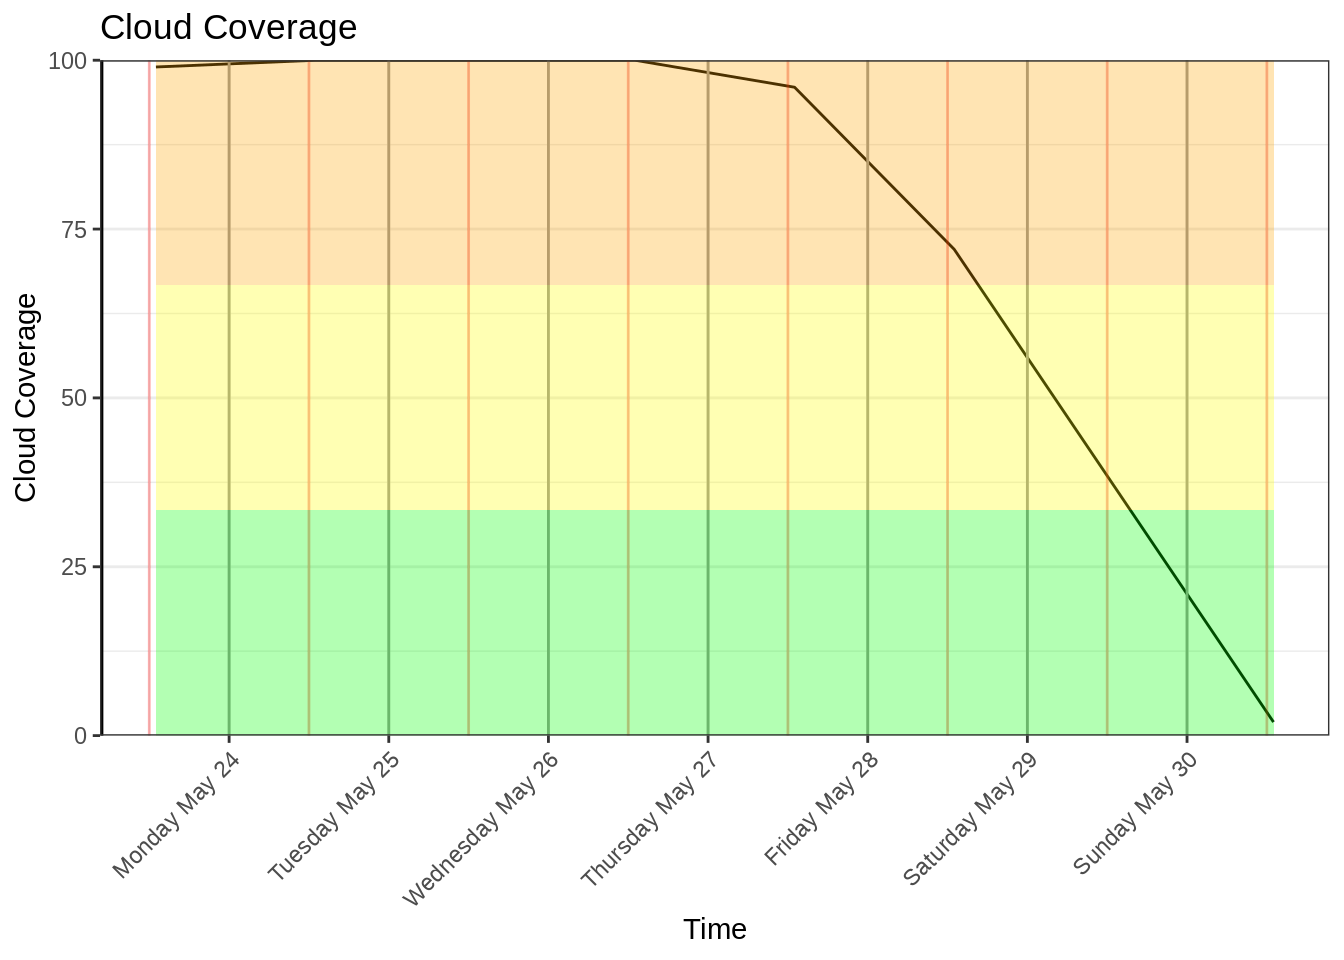 Cloud Coverage
100
75
50
25
0
Cloud Coverage
Monday May 24
Tuesday May 25
Wednesday May 26
Thursday May 27
Friday May 28
Saturday May 29
Sunday May 30
Time